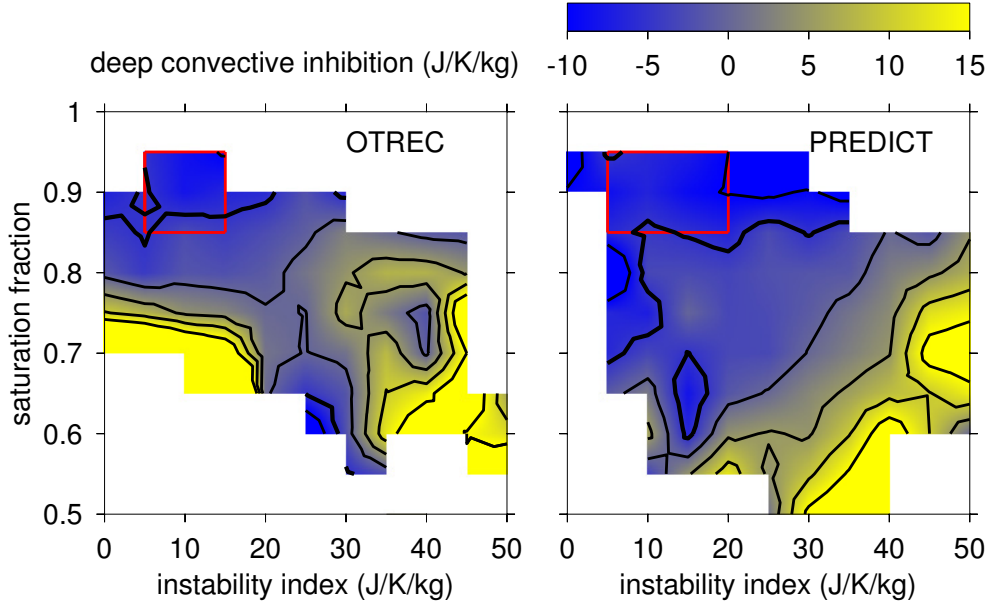 deep convective inhibition (J/K/kg)
-10 -5 0 5 10 15
OTREC
PREDICT
saturation fraction
1
0.9
0.8
0.7
0.6
0.5
0 10 20 30 40 50
0 10 20 30 40 50
instability index (J/K/kg)
instability index (J/K/kg)